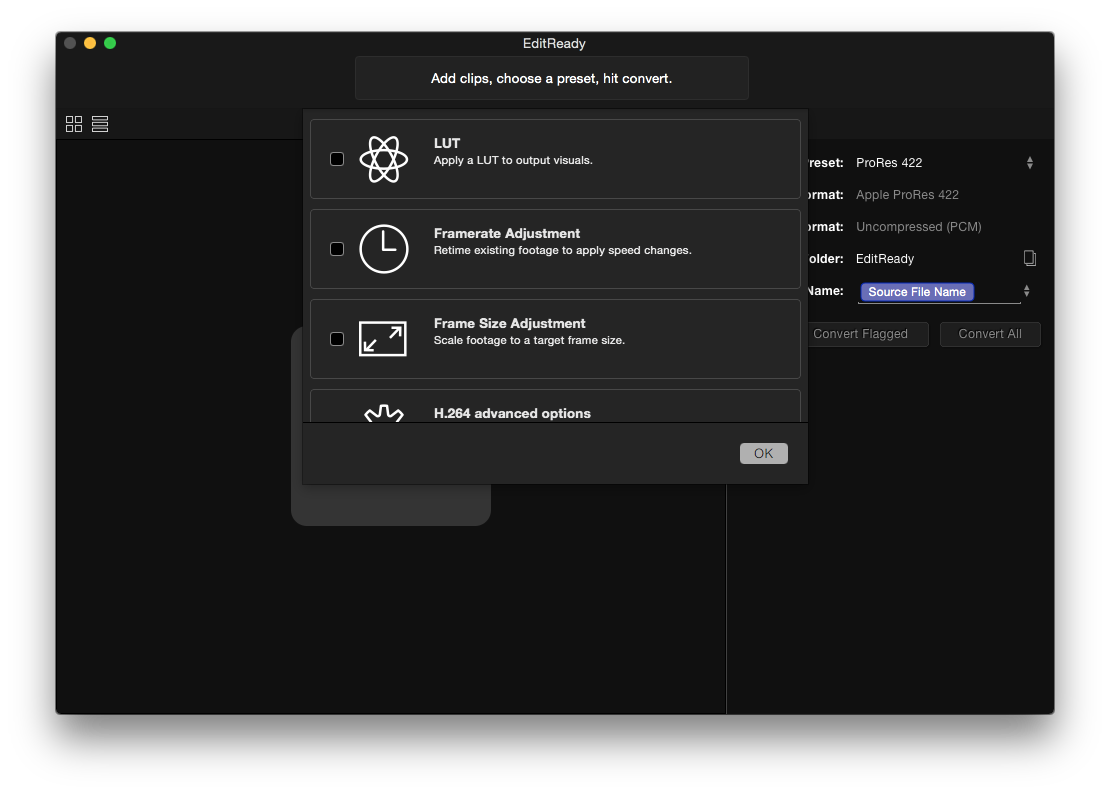 EditReady
Add clips, choose a preset, hit convert.
LUT
Apply a LUT to output visuals.
Framerate Adjustment
Retime existing footage to apply speed changes.
Frame Size Adjustment
Scale footage to a target frame size.
H.264 advanced options
OK
reset: ProRes 422
ormat: Apple ProRes 422
ormat: Uncompressed (PCM)
older: EditReady
Name: Source File Name
Convert Flagged Convert All